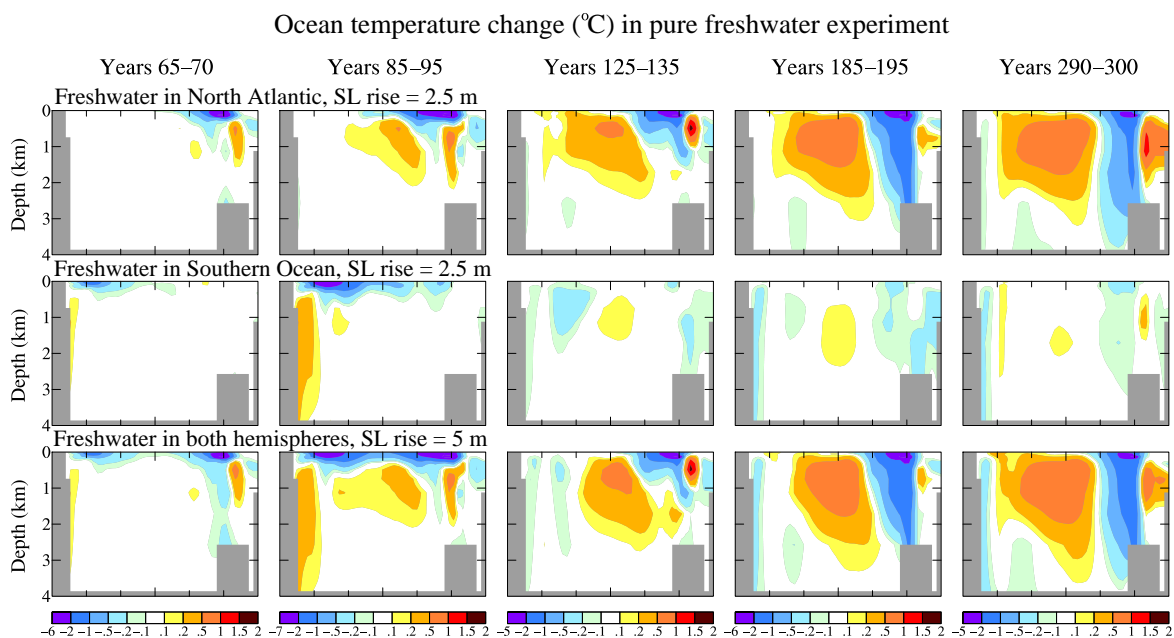 Ocean temperature change (°C) in pure freshwater experiment
Years 65–70 Years 85–95 Years 125–135 Years 185–195 Years 290–300
Freshwater in North Atlantic, SL rise = 2.5 m
0
1
2
3
4
Depth (km)
Freshwater in Southern Ocean, SL rise = 2.5 m
0
1
2
3
4
Depth (km)
Freshwater in both hemispheres, SL rise = 5 m
0
1
2
3
4
Depth (km)
−6 −2 −1 −.5 −.2 −.1 .1 .2 .5 1 1.5 2
−7 −2 −1 −.5 −.2 −.1 .1 .2 .5 1 1.5 2
−6 −2 −1 −.5 −.2 −.1 .1 .2 .5 1 1.5 2
−6 −2 −1 −.5 −.2 −.1 .1 .2 .5 1 1.5 2
−5 −2 −1 −.5 −.2 −.1 .1 .2 .5 1 1.5 2